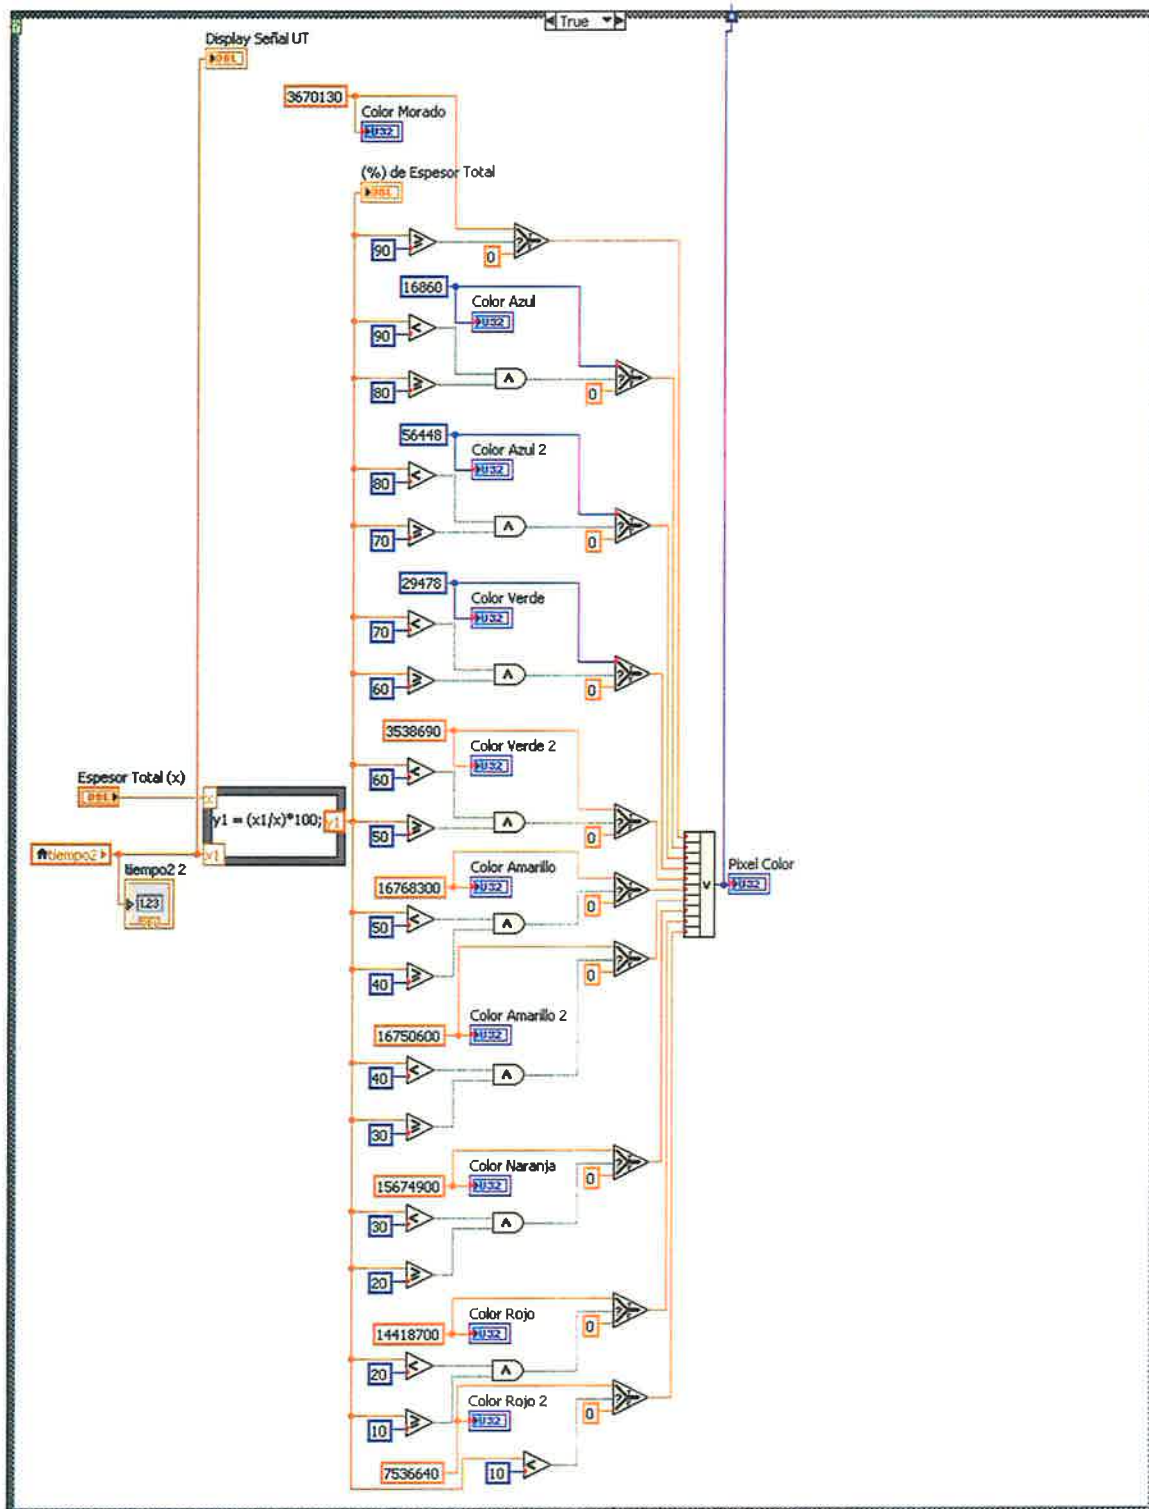 True
Display Señal UT
DBL
3670130
Color Morado
U32
(%) de Espesor Total
DBL
90
0
16860
Color Azul
U32
90
80
0
56448
Color Azul 2
U32
80
70
0
29478
Color Verde
U32
70
60
0
3538690
Color Verde 2
U32
60
50
0
Espesor Total (x)
DBL
x
y1 = (x1/x)*100;
y1
x1
tiempo2
tiempo2 2
1.23
DBL
Color Amarillo
16768300
U32
0
50
40
Pixel Color
U32
0
Color Amarillo 2
16750600
U32
40
30
Color Naranja
15674900
U32
0
30
20
Color Rojo
14418700
U32
0
20
Color Rojo 2
U32
0
10
7536640
10